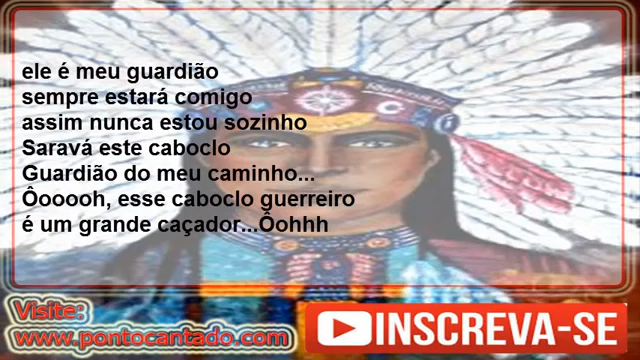 ele é meu guardião
sempre estará comigo
assim nunca estou sozinho
Saravá este caboclo
Guardião do meu caminho...
Ôooooh, esse caboclo guerreiro
é um grande caçador...Ôohhh
Visite:
www.pontocantado.com
INSCREVA-SE